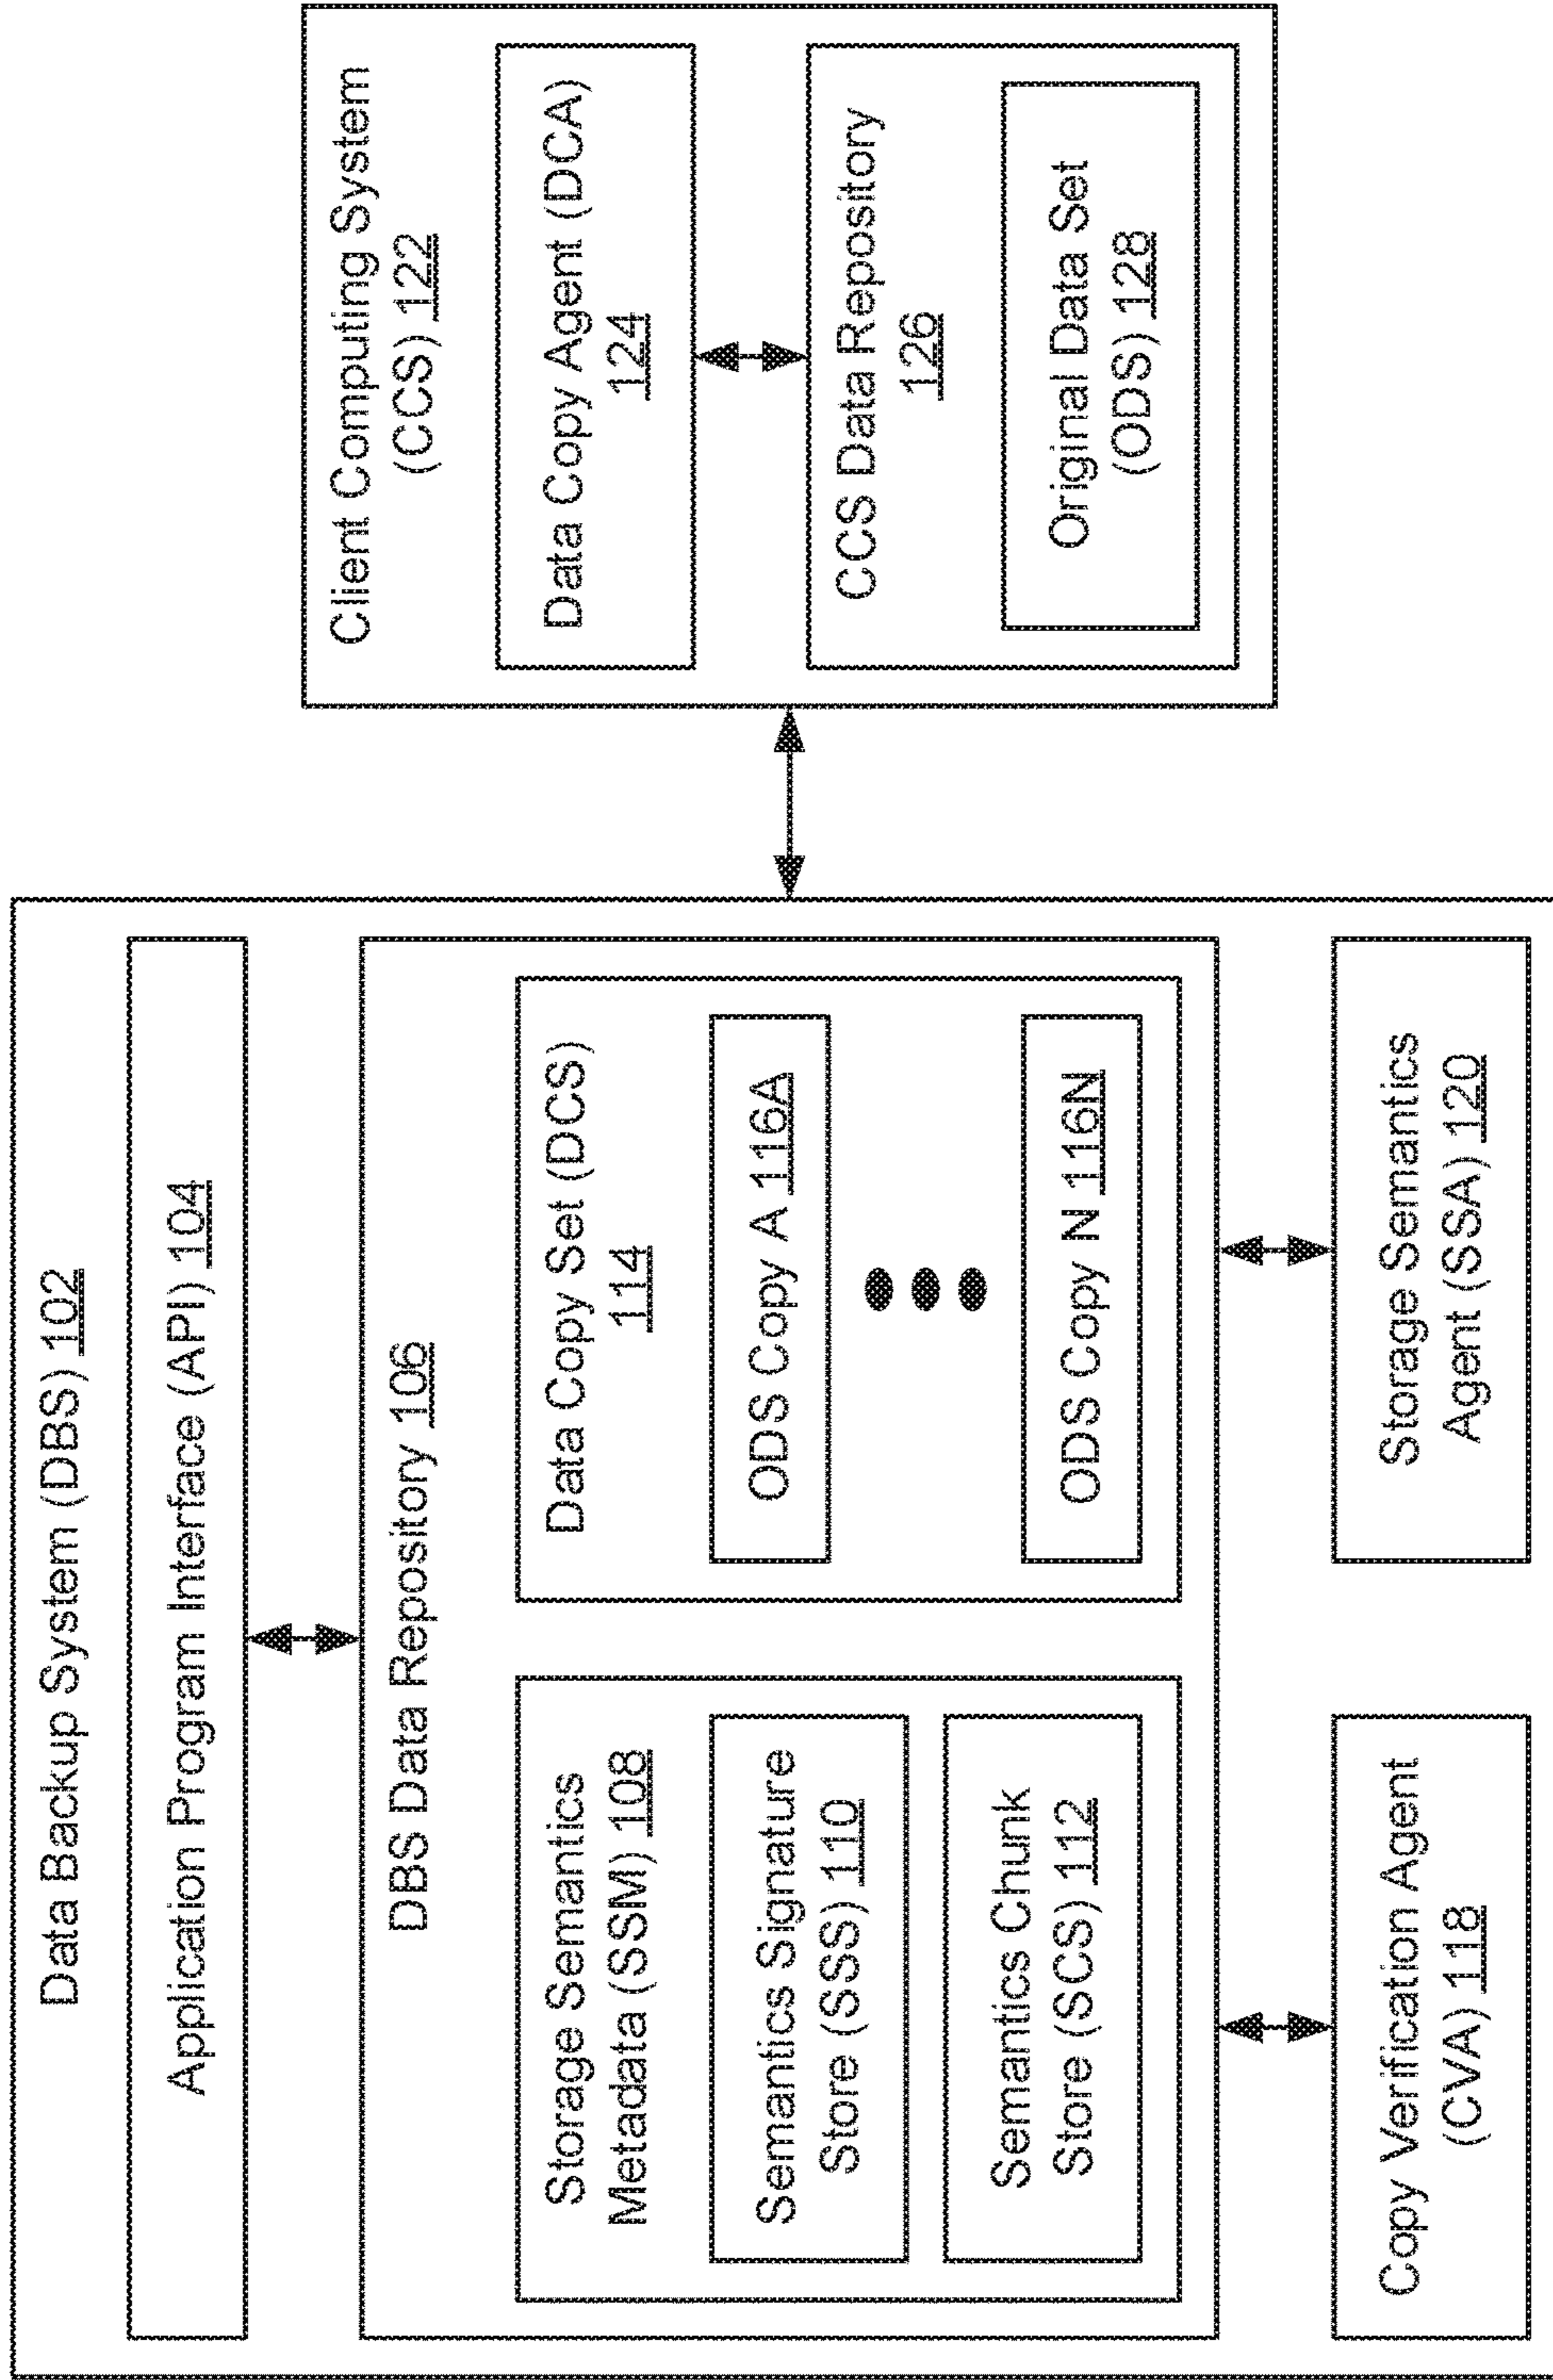 Data Backup System (DBS) 102
Application Program Interface (API) 104
DBS Data Repository 106
Storage Semantics
Metadata (SSM) 108
Semantics Signature
Store (SSS) 110
Semantics Chunk
Store (SCS) 112
Data Copy Set (DCS)
114
ODS Copy A 116A
ODS Copy N 116N
Copy Verification Agent
(CVA) 118
Storage Semantics
Agent (SSA) 120
Client Computing System
(CCS) 122
Data Copy Agent (DCA)
124
CCS Data Repository
126
Original Data Set
(ODS) 128